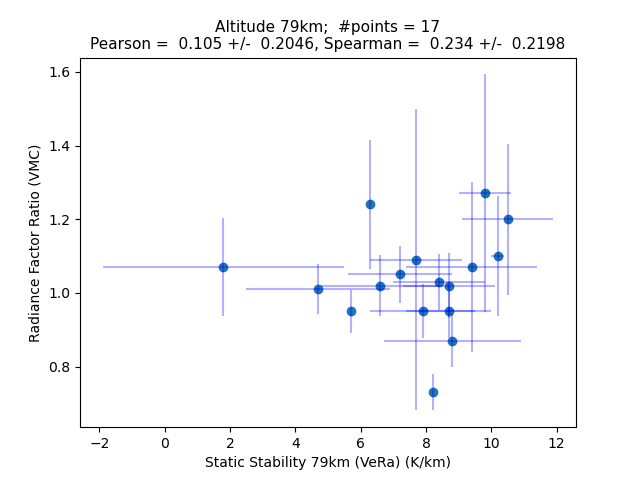 Altitude 79km;  #points = 17
Pearson =  0.105 +/-  0.2046, Spearman =  0.234 +/-  0.2198
1.6
1.4
1.2
1.0
0.8
Radiance Factor Ratio (VMC)
−2 0 2 4 6 8 10 12
Static Stability 79km (VeRa) (K/km)